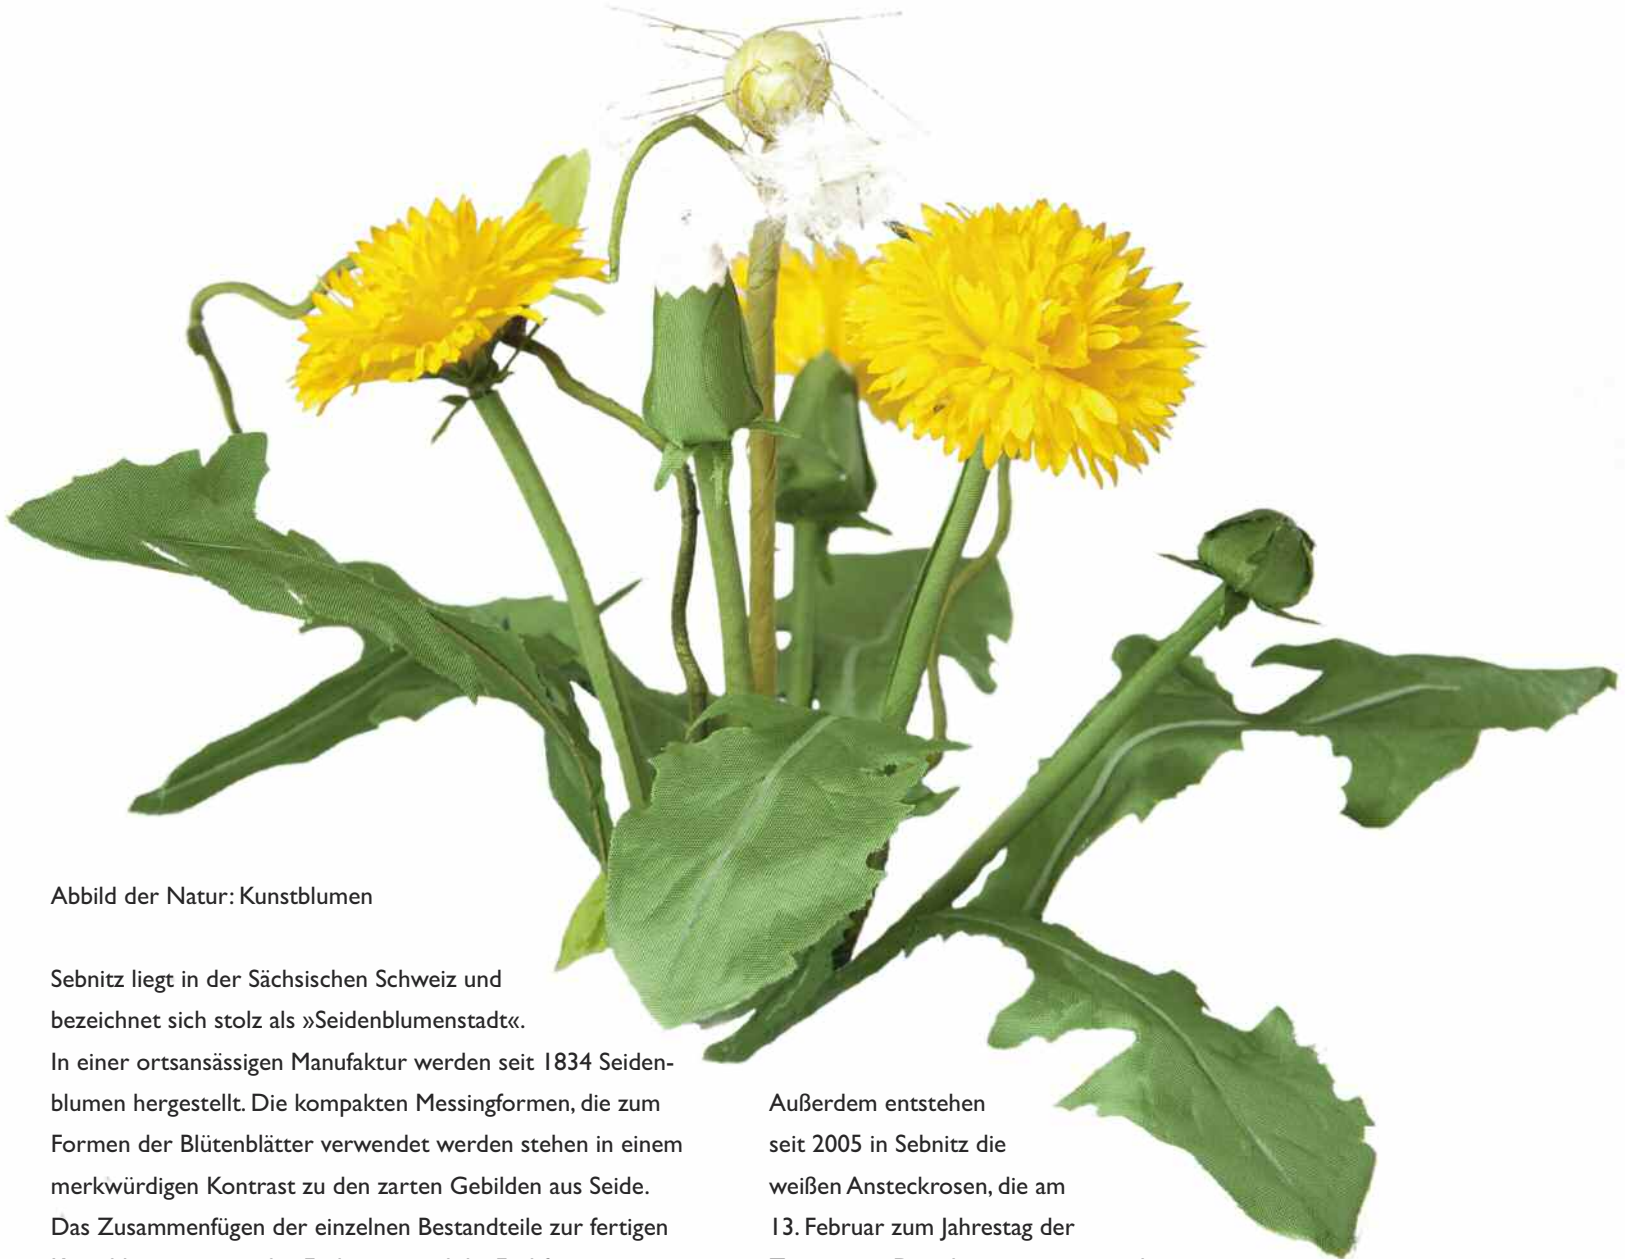 Abbild der Natur: Kunstblumen
Sebnitz liegt in der Sächsischen Schweiz und
bezeichnet sich stolz als »Seidenblumenstadt«.
In einer ortsansässigen Manufaktur werden seit 1834 Seiden-
blumen hergestellt. Die kompakten Messingformen, die zum
Formen der Blütenblätter verwendet werden stehen in einem
merkwürdigen Kontrast zu den zarten Gebilden aus Seide.
Das Zusammenfügen der einzelnen Bestandteile zur fertigen
Außerdem entstehen
seit 2005 in Sebnitz die
weißen Ansteckrosen, die am
13. Februar zum Jahrestag der